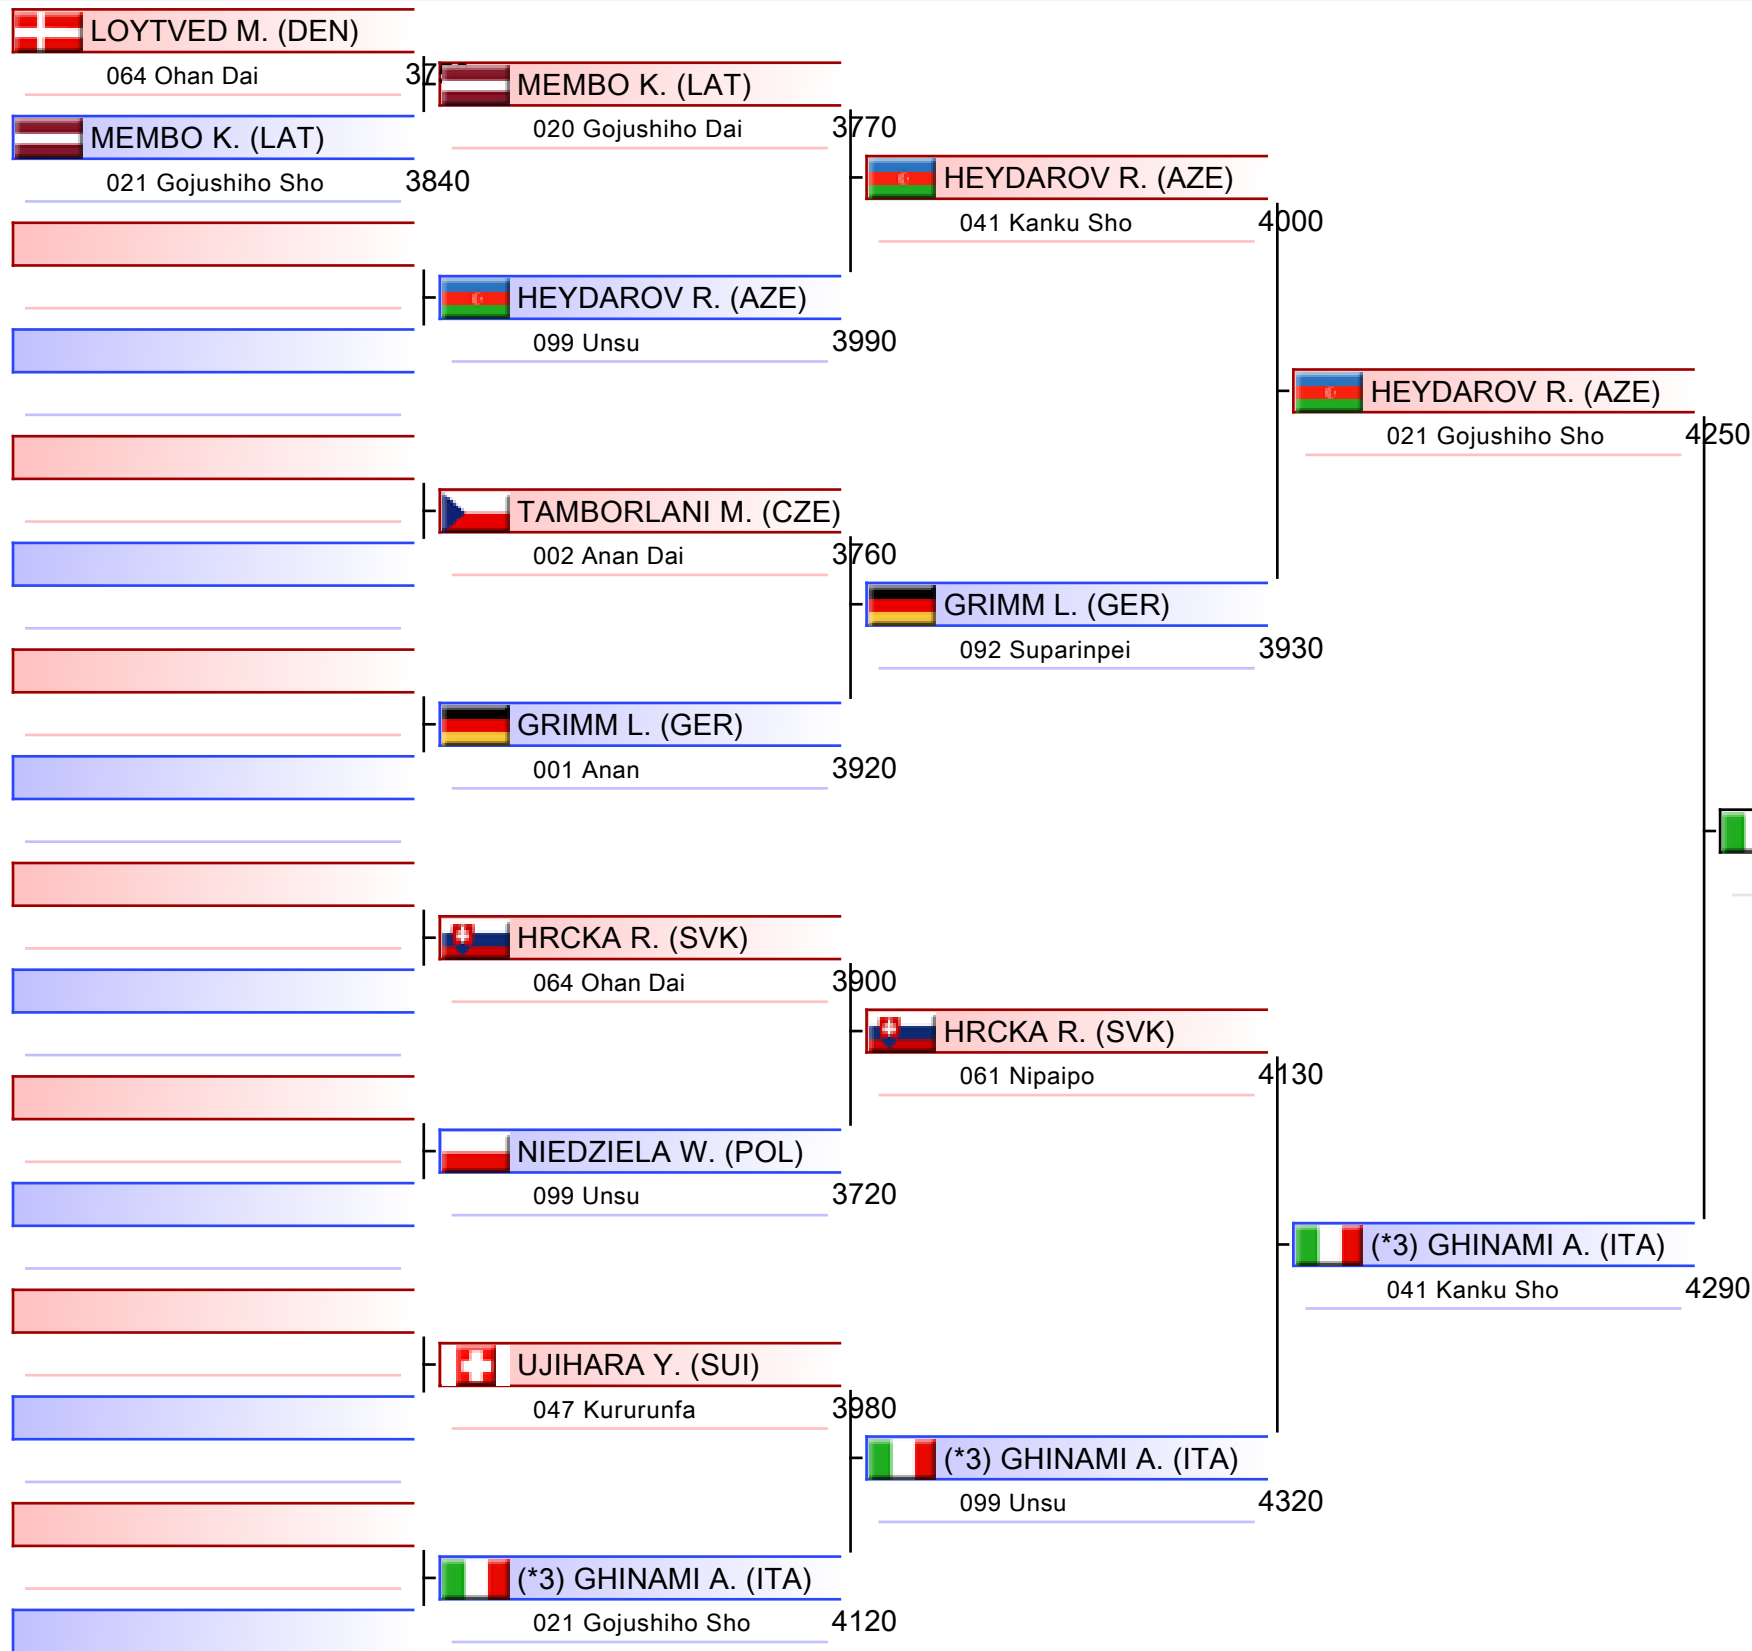 LOYTVED M. (DEN)
064 Ohan Dai
MEMBO K. (LAT)
021 Gojushiho Sho 3840
MEMBO K. (LAT)
020 Gojushiho Dai 3770
HEYDAROV R. (AZE)
099 Unsu 3990
TAMBORLANI M. (CZE)
002 Anan Dai 3760
GRIMM L. (GER)
001 Anan 3920
HRCKA R. (SVK)
064 Ohan Dai 3900
NIEDZIELA W. (POL)
099 Unsu 3720
UJIHARA Y. (SUI)
047 Kururunfa 3980
(*3) GHINAMI A. (ITA)
021 Gojushiho Sho 4120
HEYDAROV R. (AZE)
041 Kanku Sho 4000
GRIMM L. (GER)
092 Suparinpei 3930
HRCKA R. (SVK)
061 Nipaipo 4130
(*3) GHINAMI A. (ITA)
099 Unsu 4320
HEYDAROV R. (AZE)
021 Gojushiho Sho 4250
(*3) GHINAMI A. (ITA)
041 Kanku Sho 4290